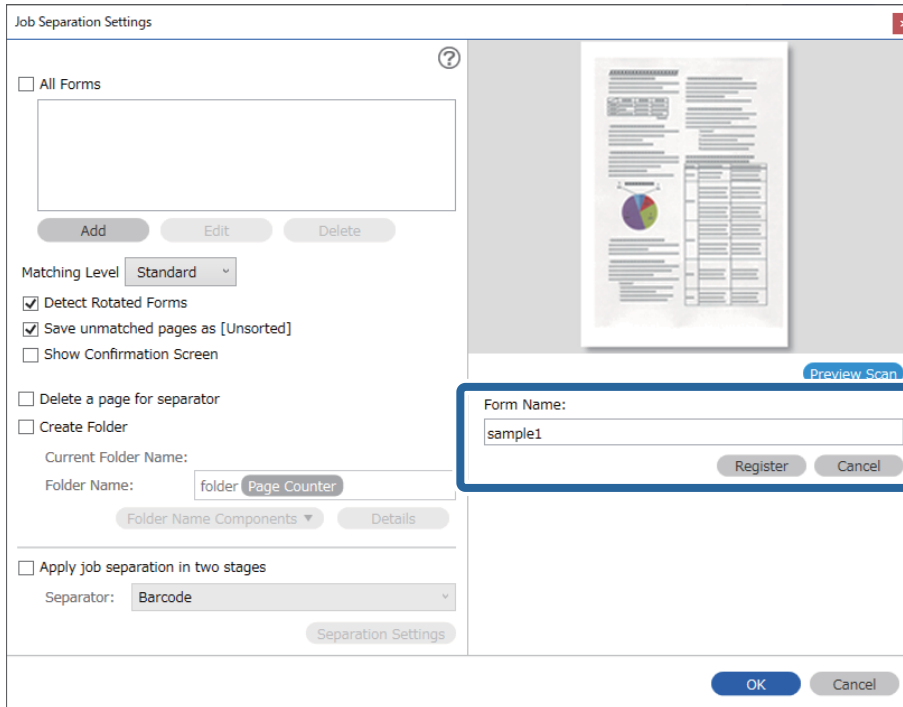 Job Separation Settings
All Forms
Add Edit Delete
Matching Level Standard
Detect Rotated Forms
Save unmatched pages as [Unsorted]
Show Confirmation Screen
Delete a page for separator
Create Folder
Current Folder Name:
Folder Name: folder Page Counter
Folder Name Components Details
Apply job separation in two stages
Separator: Barcode
Separation Settings
Preview Scan
Form Name:
sample1
Register Cancel
OK Cancel